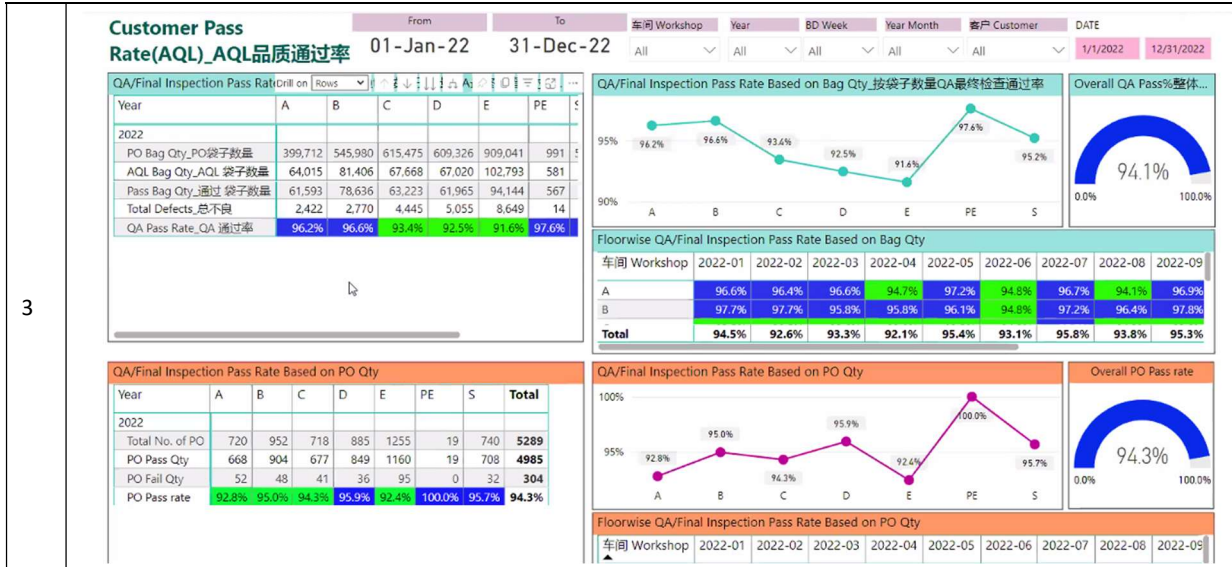 3
Customer Pass
Rate(AQL)_AQL品质通过率
From
01-Jan-22
To
31-Dec-22
车间 Workshop
All
Year
All
BD Week
All
Year Month
All
客户 Customer
All
DATE
1/1/2022 12/31/2022
QA/Final Inspection Pass Rat Drill on Rows
Year A B C D E PE
2022
PO Bag Qty_PO袋子数量 399,712 545,980 615,475 609,326 909,041 991
AQL Bag Qty_AQL 袋子数量 64,015 81,406 67,668 67,020 102,793 581
Pass Bag Qty_通过 袋子数量 61,593 78,636 63,223 61,965 94,144 567
Total Defects_总不良 2,422 2,770 4,445 5,055 8,649 14
QA Pass Rate_QA 通过率 96.2% 96.6% 93.4% 92.5% 91.6% 97.6%
QA/Final Inspection Pass Rate Based on Bag Qty_按袋子数量QA最终检查通过率
95%
90%
96.2% 96.6% 93.4% 92.5% 91.6% 97.6% 95.2%
A B C D E PE S
Overall QA Pass%整体...
94.1%
0.0% 100.0%
Floorwise QA/Final Inspection Pass Rate Based on Bag Qty
车间 Workshop 2022-01 2022-02 2022-03 2022-04 2022-05 2022-06 2022-07 2022-08 2022-09
A 96.6% 96.4% 96.6% 94.7% 97.2% 94.8% 96.7% 94.1% 96.9%
B 97.7% 97.7% 95.8% 95.8% 96.1% 94.8% 97.2% 96.4% 97.8%
Total 94.5% 92.6% 93.3% 92.1% 95.4% 93.1% 95.8% 93.8% 95.3%
QA/Final Inspection Pass Rate Based on PO Qty
Year A B C D E PE S Total
2022
Total No. of PO 720 952 718 885 1255 19 740 5289
PO Pass Qty 668 904 677 849 1160 19 708 4985
PO Fail Qty 52 48 41 36 95 0 32 304
PO Pass rate 92.8% 95.0% 94.3% 95.9% 92.4% 100.0% 95.7% 94.3%
QA/Final Inspection Pass Rate Based on PO Qty
100%
95%
92.8% 95.0% 94.3% 95.9% 92.4% 100.0% 95.7%
A B C D E PE S
Overall PO Pass rate
94.3%
0.0% 100.0%
Floorwise QA/Final Inspection Pass Rate Based on PO Qty
车间 Workshop 2022-01 2022-02 2022-03 2022-04 2022-05 2022-06 2022-07 2022-08 2022-09